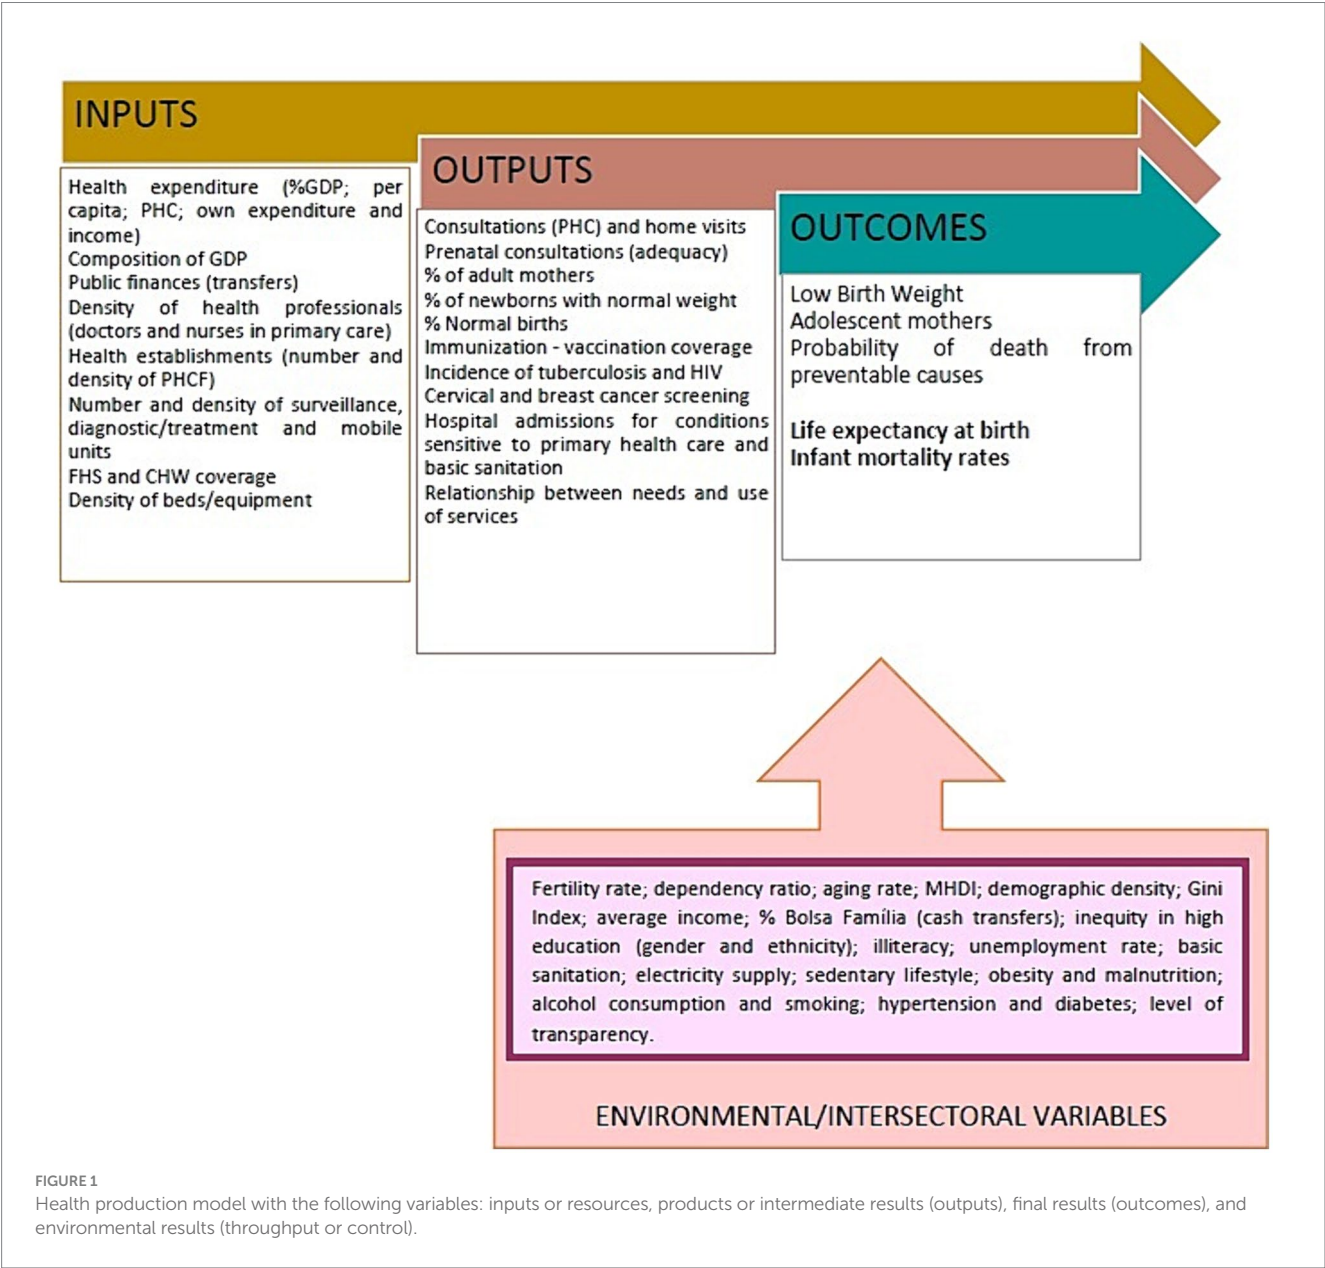 INPUTS
Health expenditure (%GDP; per
capita; PHC; own expenditure and
income)
Composition of GDP
Public finances (transfers)
Density of health professionals
(doctors and nurses in primary care)
Health establishments (number and
density of PHCF)
Number and density of surveillance,
diagnostic/treatment and mobile
units
FHS and CHW coverage
Density of beds/equipment
OUTPUTS
Consultations (PHC) and home visits
Prenatal consultations (adequacy)
% of adult mothers
% of newborns with normal weight
% Normal births
Immunization - vaccination coverage
Incidence of tuberculosis and HIV
Cervical and breast cancer screening
Hospital admissions for conditions
sensitive to primary health care and
basic sanitation
Relationship between needs and use
of services
OUTCOMES
Low Birth Weight
Adolescent mothers
Probability of death from
preventable causes
Life expectancy at birth
Infant mortality rates
Fertility rate; dependency ratio; aging rate; MHDI; demographic density; Gini
Index; average income; % Bolsa Família (cash transfers); inequity in high
education (gender and ethnicity); illiteracy; unemployment rate; basic
sanitation; electricity supply; sedentary lifestyle; obesity and malnutrition;
alcohol consumption and smoking; hypertension and diabetes; level of
transparency.
ENVIRONMENTAL/INTERSECTORAL VARIABLES
FIGURE 1
Health production model with the following variables: inputs or resources, products or intermediate results (outputs), final results (outcomes), and
environmental results (throughput or control).